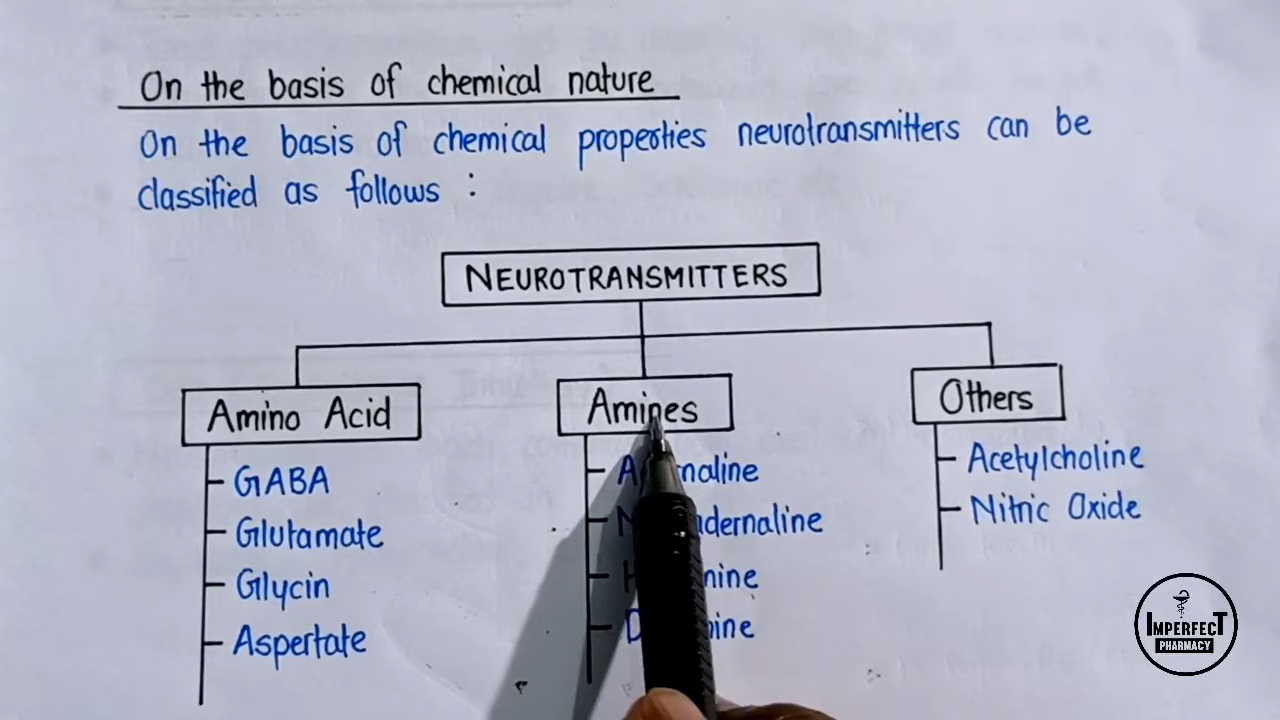 On the basis of chemical nature
On the basis of chemical properties neurotransmitters can be
classified as follows :
NEUROTRANSMITTERS
Amino Acid
GABA
Glutamate
Glycin
Aspertate
Amines
Others
Acetylcholine
Nitric Oxide
IMPERFECT
PHARMACY